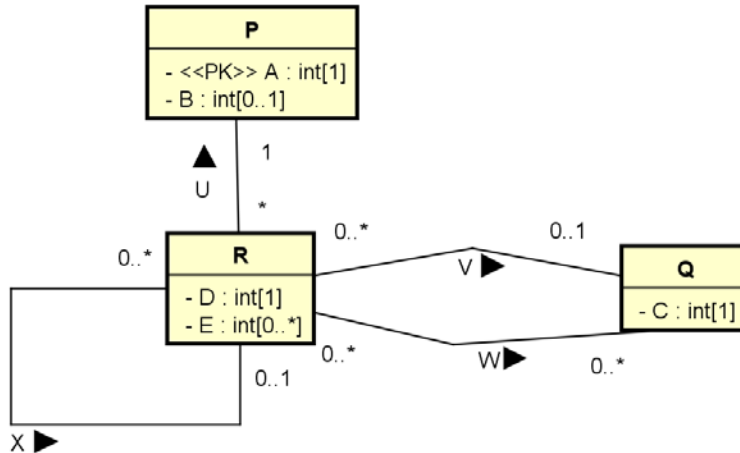 P
- <<PK>> A : int[1]
- B : int[0..1]
1
U
*
0..*
R
0..*
0..1
V
Q
- D : int[1]
- E : int[0..*]
- C : int[1]
0..*
W
0..*
0..1
X